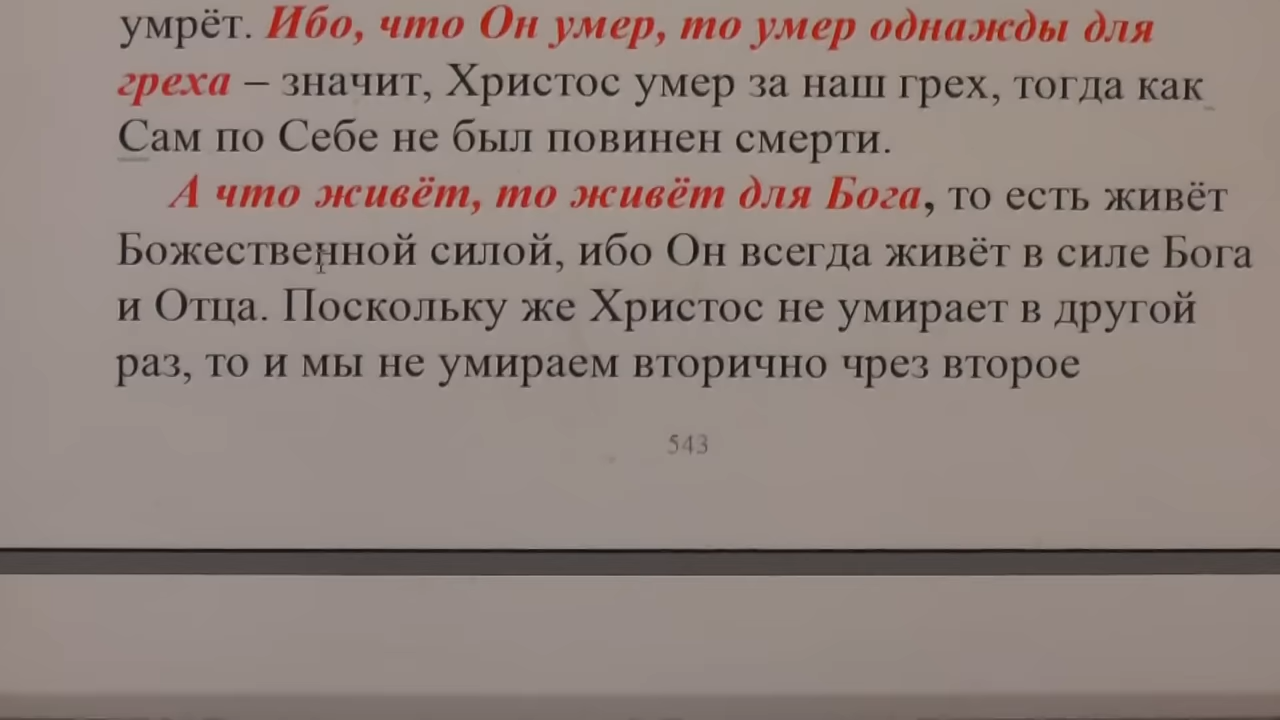 умрёт. Ибо, что Он умер, то умер однажды для
греха – значит, Христос умер за наш грех, тогда как
Сам по Себе не был повинен смерти.
А что живёт, то живёт для Бога, то есть живёт
Божественной силой, ибо Он всегда живёт в силе Бога
и Отца. Поскольку же Христос не умирает в другой
раз, то и мы не умираем вторично чрез второе
543